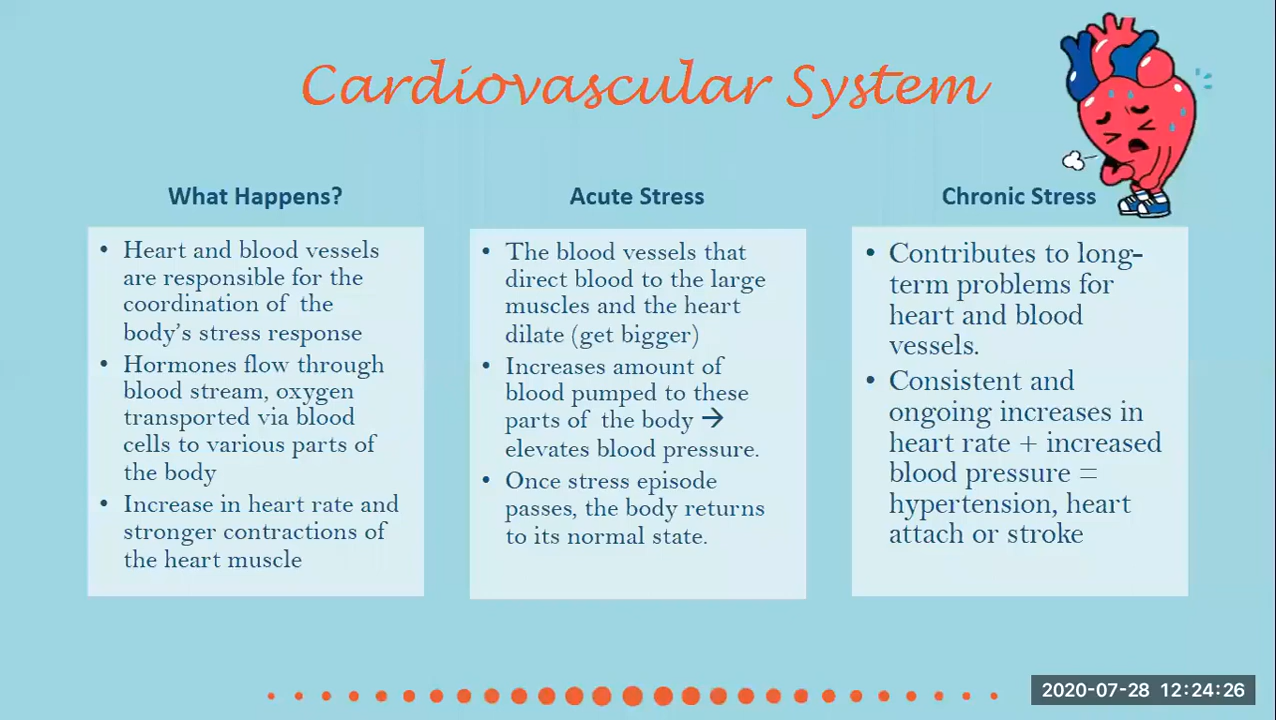 Cardiovascular System
What Happens?
• Heart and blood vessels
are responsible for the
coordination of the
body's stress response
• Hormones flow through
blood stream, oxygen
transported via blood
cells to various parts of
the body
• Increase in heart rate and
stronger contractions of
the heart muscle
Acute Stress
• The blood vessels that
direct blood to the large
muscles and the heart
dilate (get bigger)
• Increases amount of
blood pumped to these
parts of the body →
elevates blood pressure.
• Once stress episode
passes, the body returns
to its normal state.
Chronic Stress
• Contributes to long-
term problems for
heart and blood
vessels.
• Consistent and
ongoing increases in
heart rate + increased
blood pressure =
hypertension, heart
attach or stroke
2020-07-28 12:24:26